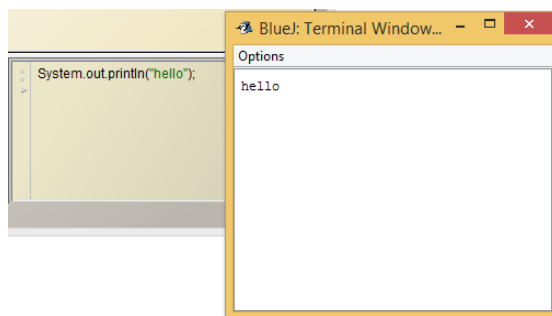 System.out.println("hello");
BlueJ: Terminal Window...
Options
hello